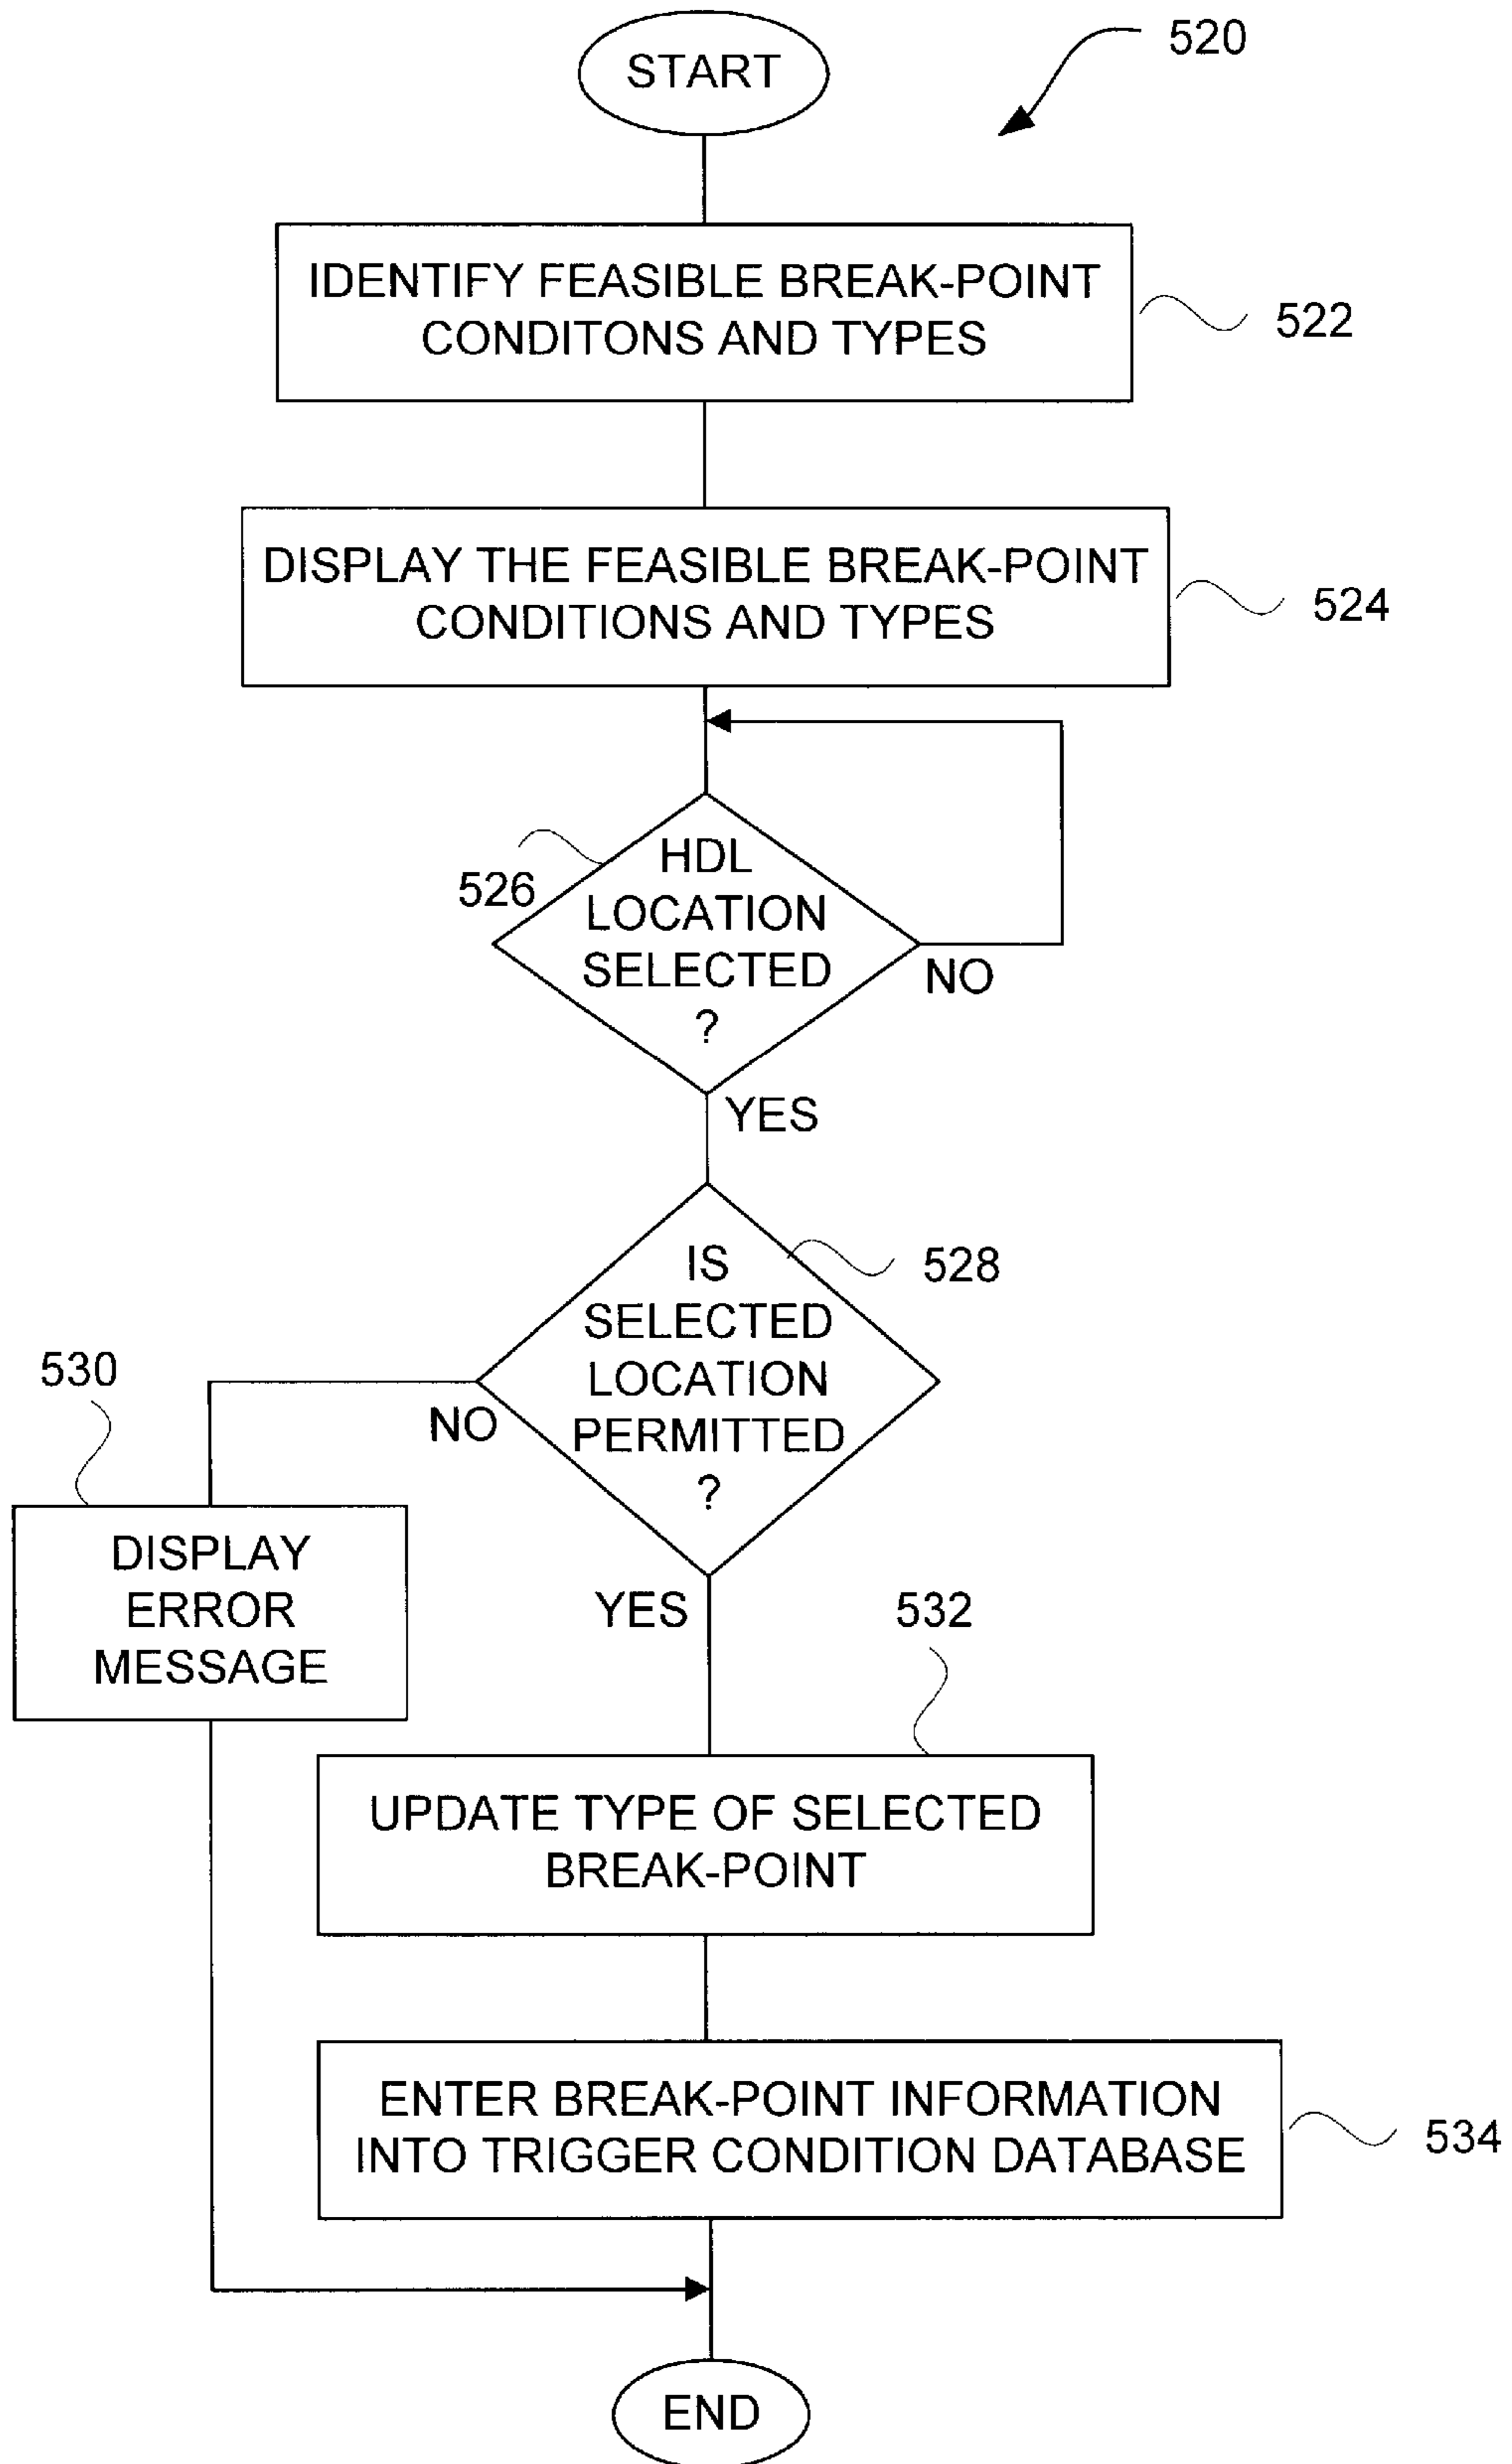 START
520
IDENTIFY FEASIBLE BREAK-POINT
CONDITONS AND TYPES
522
DISPLAY THE FEASIBLE BREAK-POINT
CONDITIONS AND TYPES
524
526
HDL
LOCATION
SELECTED
?
NO
YES
IS
SELECTED
LOCATION
PERMITTED
?
528
NO
530
DISPLAY
ERROR
MESSAGE
YES
532
UPDATE TYPE OF SELECTED
BREAK-POINT
ENTER BREAK-POINT INFORMATION
INTO TRIGGER CONDITION DATABASE
534
END